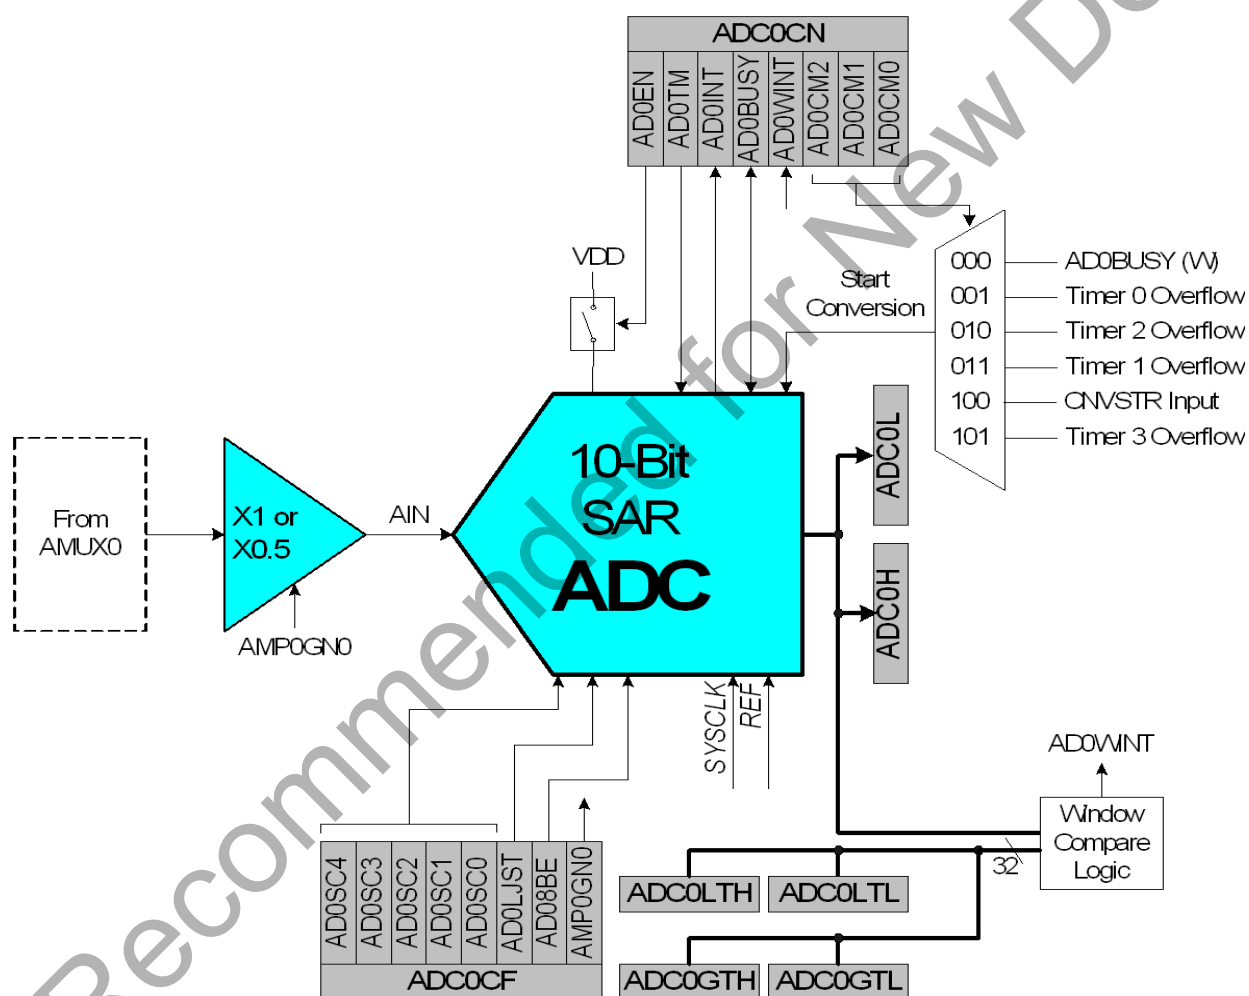 ADC0CN
AD0EN
AD0TM
AD0INT
AD0BUSY
AD0WINT
AD0CM2
AD0CM1
AD0CM0
VDD
Start
Conversion
000
AD0BUSY (W)
001
Timer 0 Overflow
010
Timer 2 Overflow
011
Timer 1 Overflow
100
CNVSTR Input
101
Timer 3 Overflow
From
AMUX0
X1 or
X0.5
AMP0GN0
AIN
10-Bit
SAR
ADC
ADC0L
ADC0H
SYSCLK
REF
AD0WINT
Window
Compare
Logic
32
AD0SC4
AD0SC3
AD0SC2
AD0SC1
AD0SC0
AD0LJST
AD08BE
AMP0GN0
ADC0CF
ADC0LTH
ADC0LTL
ADC0GTH
ADC0GTL
Recommended for New De